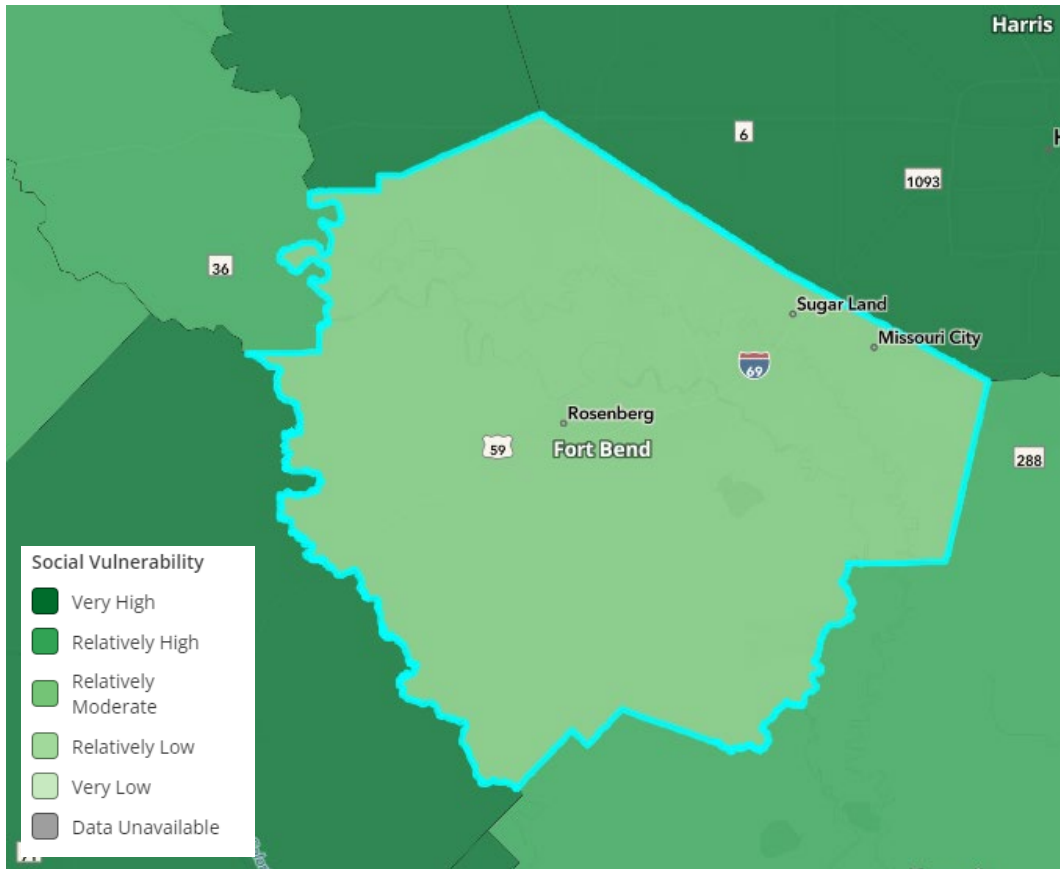 Harris
6
1093
36
Sugar Land
Missouri City
69
Rosenberg
59
Fort Bend
288
Social Vulnerability
Very High
Relatively High
Relatively
Moderate
Relatively Low
Very Low
Data Unavailable